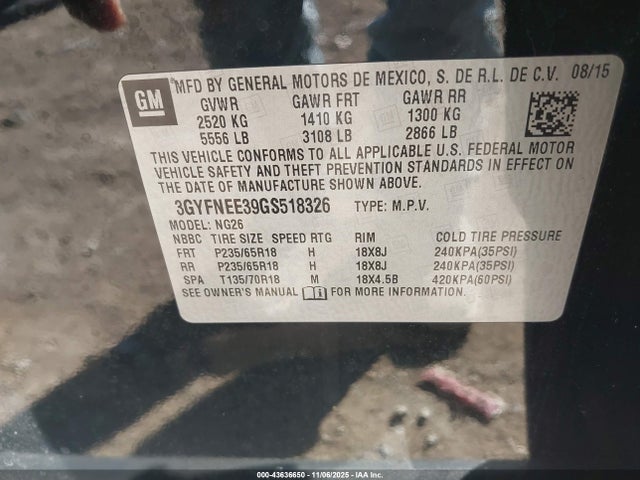 GM
MFD BY GENERAL MOTORS DE MEXICO, S. DE R.L. DE C.V. 08/15
GVWR GAWR FRT GAWR RR
2520 KG 1410 KG 1300 KG
5556 LB 3108 LB 2866 LB
THIS VEHICLE CONFORMS TO ALL APPLICABLE U.S. FEDERAL MOTOR
VEHICLE SAFETY AND THEFT PREVENTION STANDARDS IN EFFECT ON
THE DATE OF MANUFACTURE SHOWN ABOVE.
3GYFNEE39GS518326 TYPE: M.P.V.
MODEL: NG26
NBBC TIRE SIZE SPEED RTG RIM COLD TIRE PRESSURE
FRT P235/65R18 H 18X8J 240KPA(35PSI)
RR P235/65R18 H 18X8J 240KPA(35PSI)
SPA T135/70R18 M 18X4.5B 420KPA(60PSI)
SEE OWNER'S MANUAL FOR MORE INFORMATION.
000-43636650 - 11/06/2025 - IAA Inc.